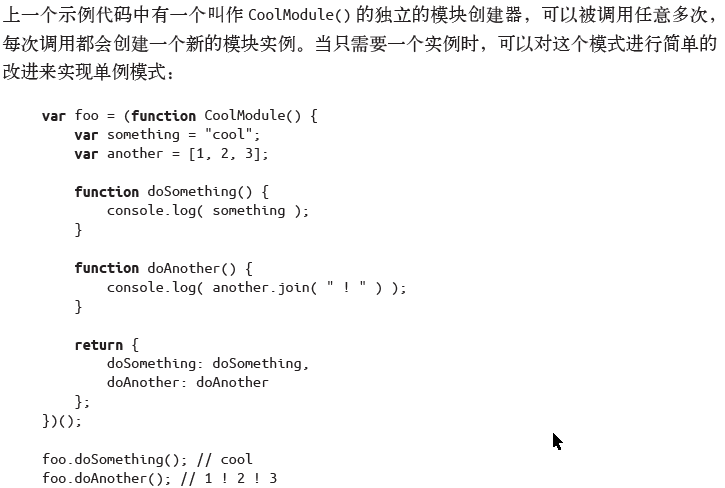 上一个示例代码中有一个叫作 CoolModule() 的独立的模块创建器，可以被调用任意多次，
每次调用都会创建一个新的模块实例。当只需要一个实例时，可以对这个模式进行简单的
改进来实现单例模式：
var foo = (function CoolModule() {
    var something = "cool";
    var another = [1, 2, 3];
    function doSomething() {
        console.log( something );
    }
    function doAnother() {
        console.log( another.join( " ! " ) );
    }
    return {
        doSomething: doSomething,
        doAnother: doAnother
    };
})();
foo.doSomething(); // cool
foo.doAnother(); // 1 ! 2 ! 3